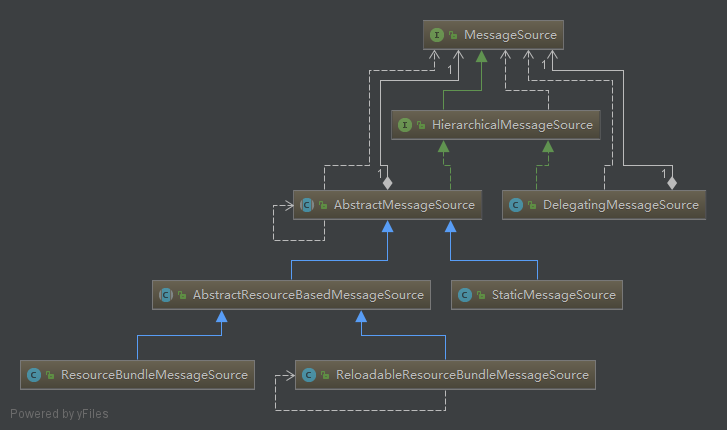 MessageSource
1
1
HierarchicalMessageSource
1
1
AbstractMessageSource
DelegatingMessageSource
AbstractResourceBasedMessageSource
StaticMessageSource
ResourceBundleMessageSource
ReloadableResourceBundleMessageSource
Powered by yFiles